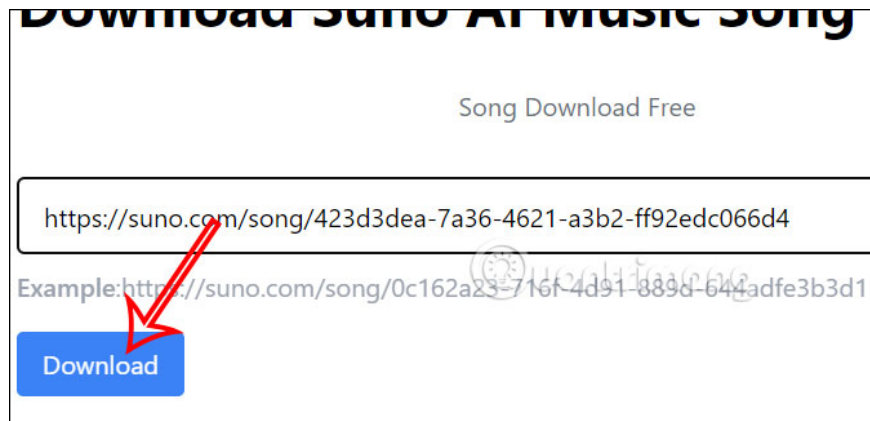 Download Suno AI Music Song
Song Download Free
https://suno.com/song/423d3dea-7a36-4621-a3b2-ff92edc066d4
Quantrimang
Example:https://suno.com/song/0c162a23-716f-4d91-889d-644adfe3b3d1
Download